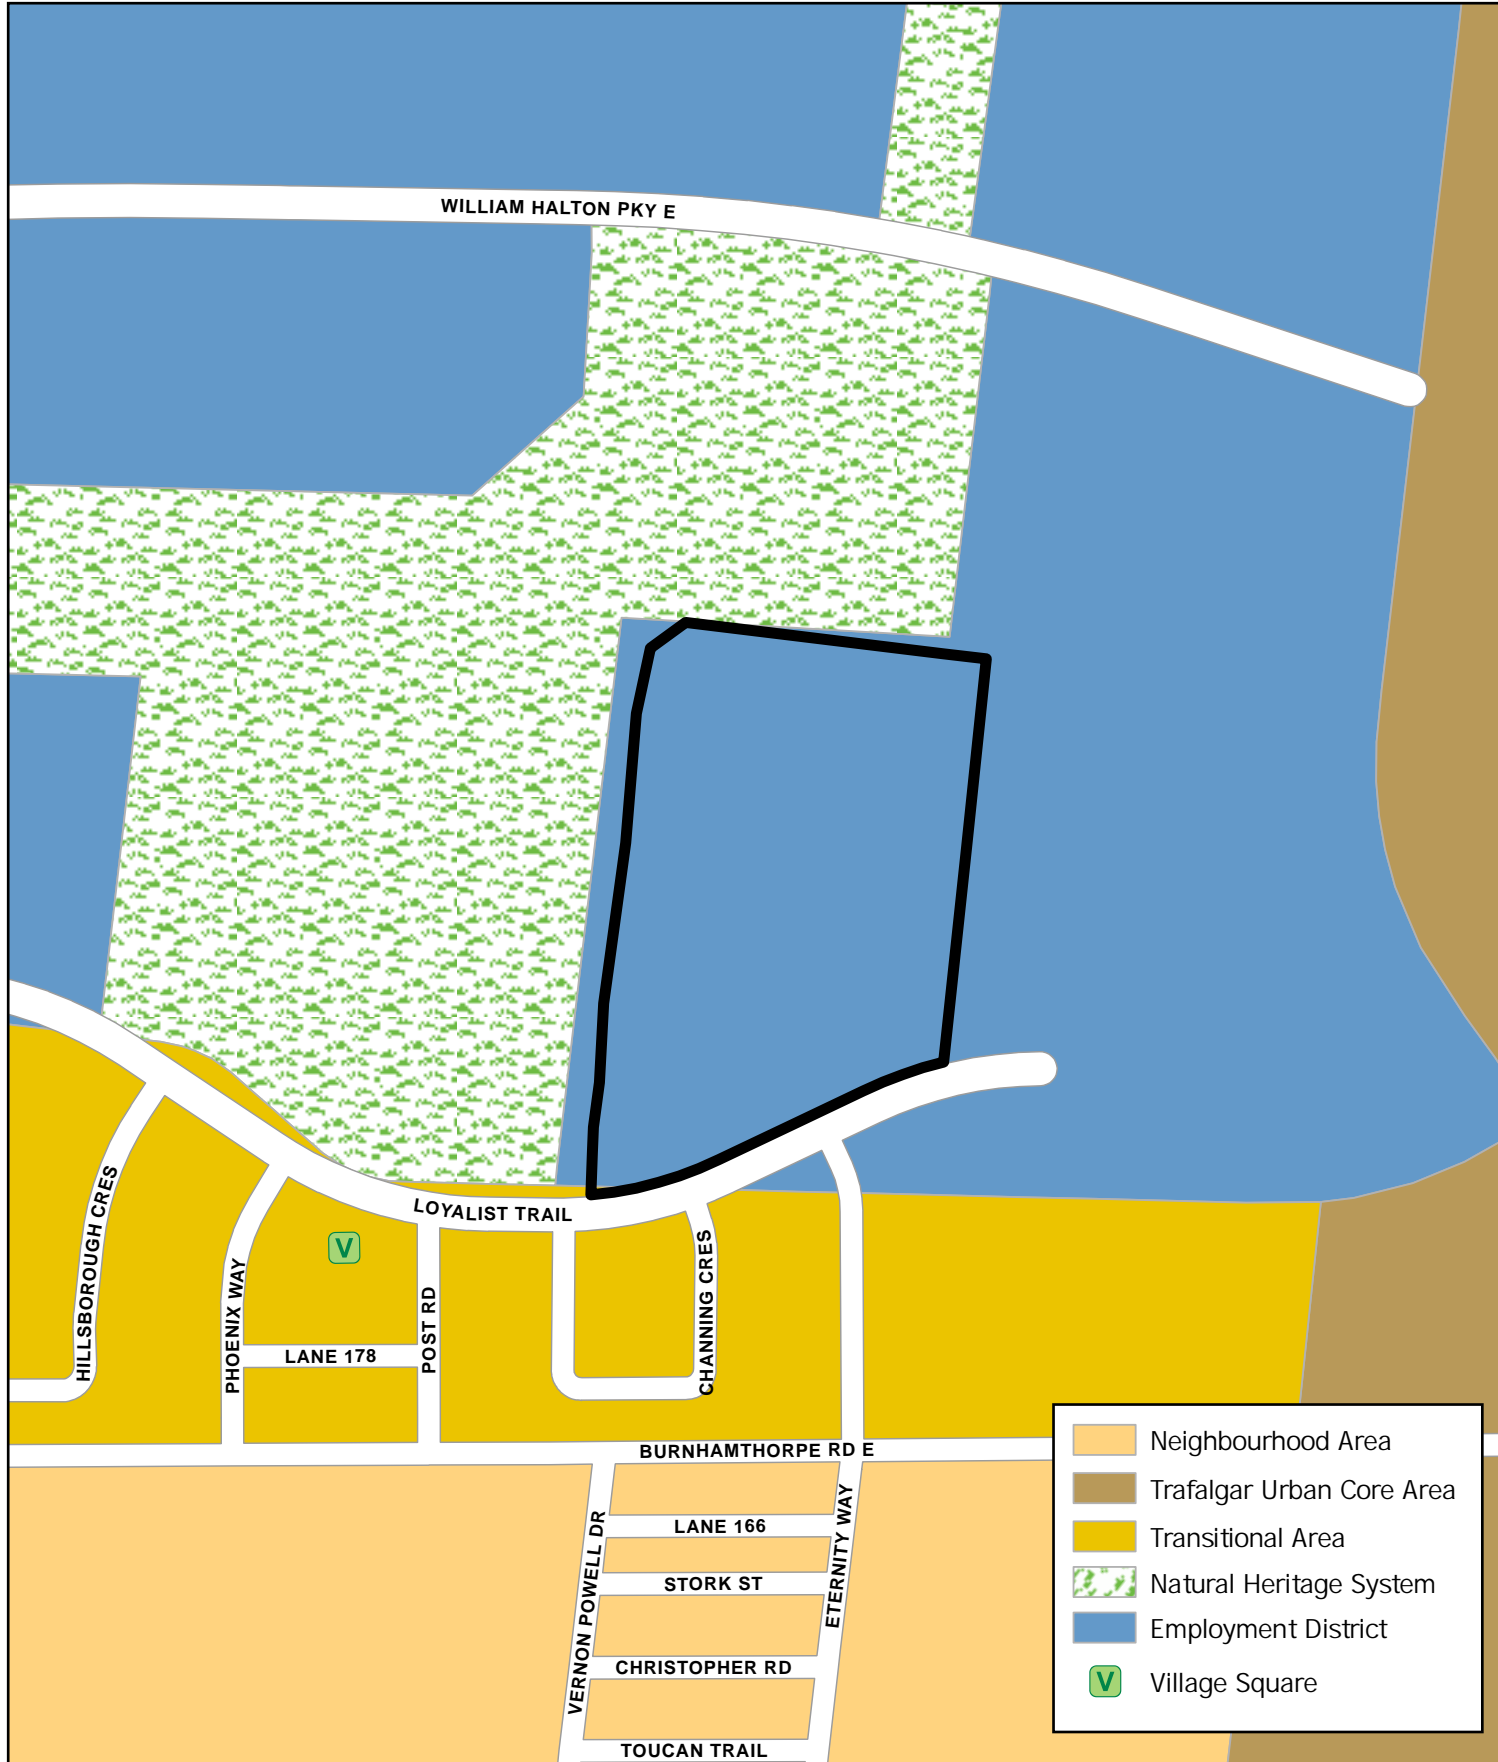 WILLIAM HALTON PKY E
LOYALIST TRAIL
HILLSBOROUGH CRES
PHOENIX WAY
V
POST RD
CHANNING CRES
LANE 178
BURNHAMTHORPE RD E
VERNON POWELL DR
LANE 166
ETERNITY WAY
STORK ST
CHRISTOPHER RD
TOUCAN TRAIL
Neighbourhood Area
Trafalgar Urban Core Area
Transitional Area
Natural Heritage System
Employment District
V Village Square